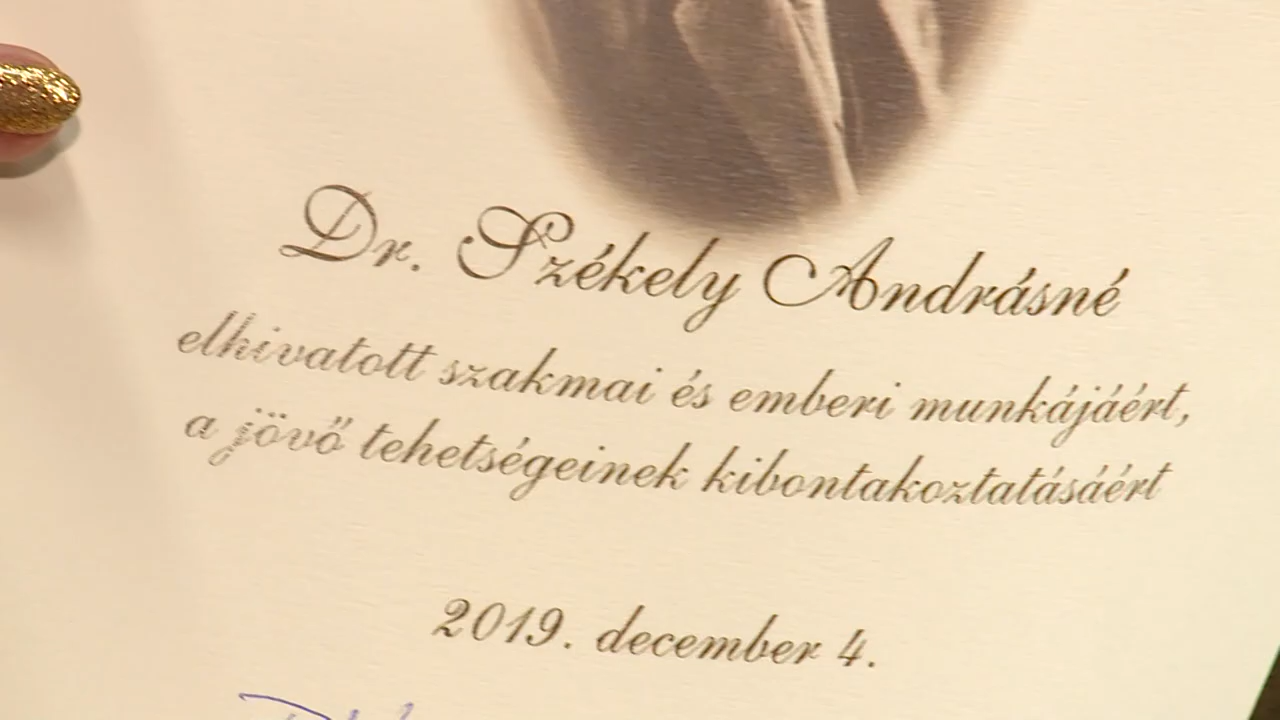 Dr. Székely Andrásné
elhivatott szakmai és emberi munkájáért,
a jövő tehetségeinek kibontakoztatásáért
2019. december 4.